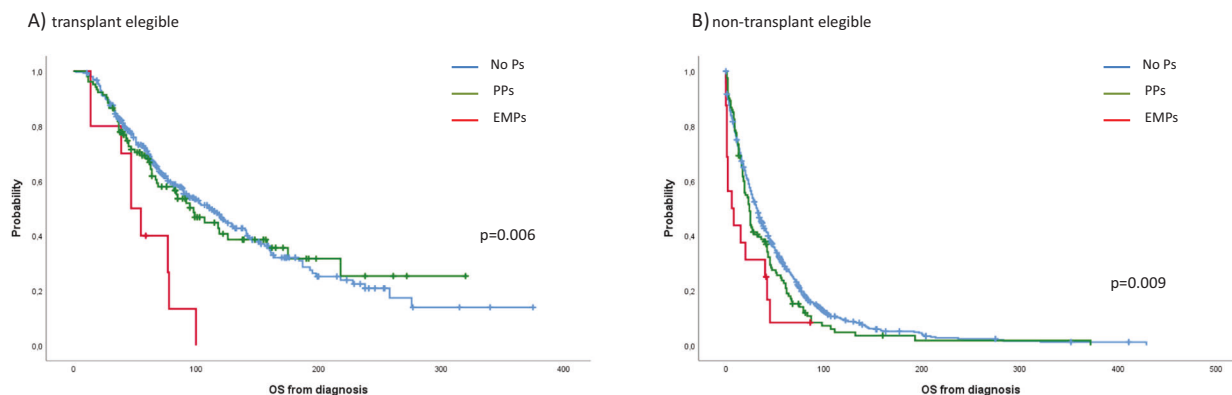 A) transplant elegible
No Ps
PPs
EMPs
p=0.006
Probability
1,0
0,8
0,6
0,4
0,2
0,0
0
100
200
300
400
OS from diagnosis
B) non-transplant elegible
No Ps
PPs
EMPs
p=0.009
Probability
1,0
0,8
0,6
0,4
0,2
0,0
0
100
200
300
400
500
OS from diagnosis